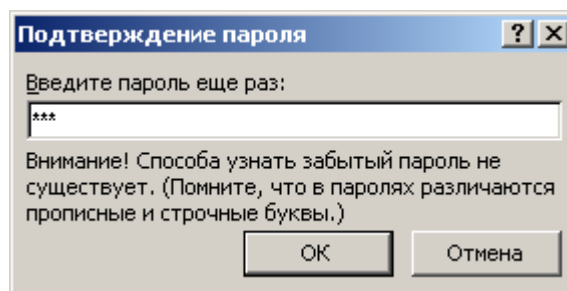 Подтверждение пароля
Введите пароль еще раз:
***
Внимание! Способа узнать забытый пароль не
существует. (Помните, что в паролях различаются
прописные и строчные буквы.)
ОК Отмена